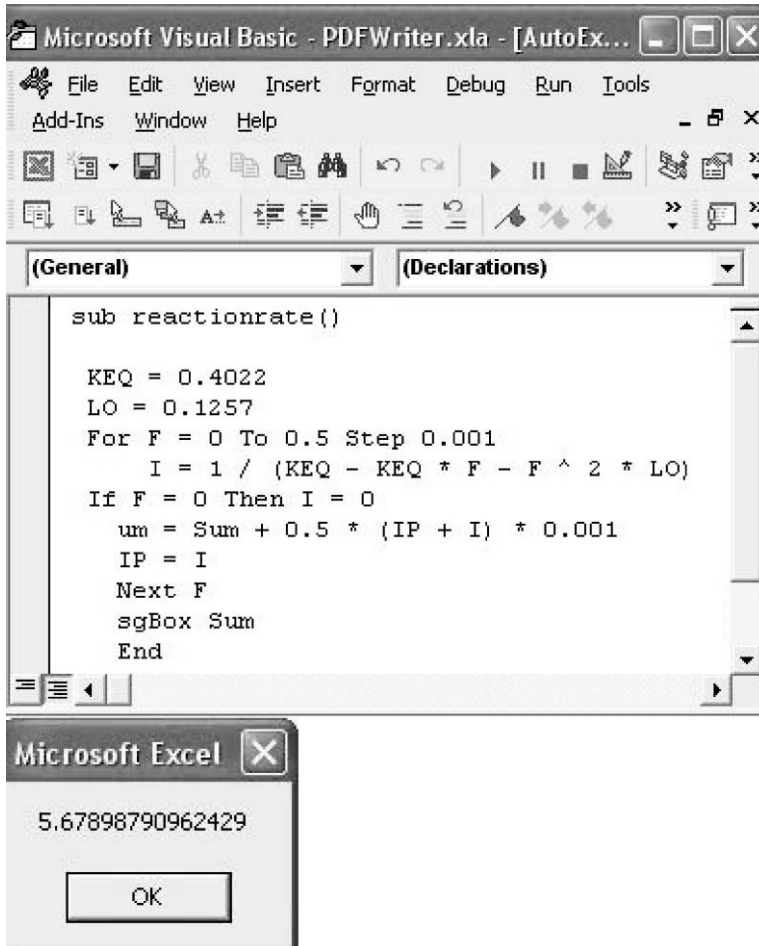 Microsoft Visual Basic - PDFWriter.xla - [AutoEx...
File Edit View Insert Format Debug Run Tools
Add-Ins Window Help
(General) (Declarations)
sub reactionrate()
KEQ = 0.4022
LO = 0.1257
For F = 0 To 0.5 Step 0.001
I = 1 / (KEQ - KEQ * F - F ^ 2 * LO)
If F = 0 Then I = 0
um = Sum + 0.5 * (IP + I) * 0.001
IP = I
Next F
sgBox Sum
End
Microsoft Excel
5.67898790962429
OK